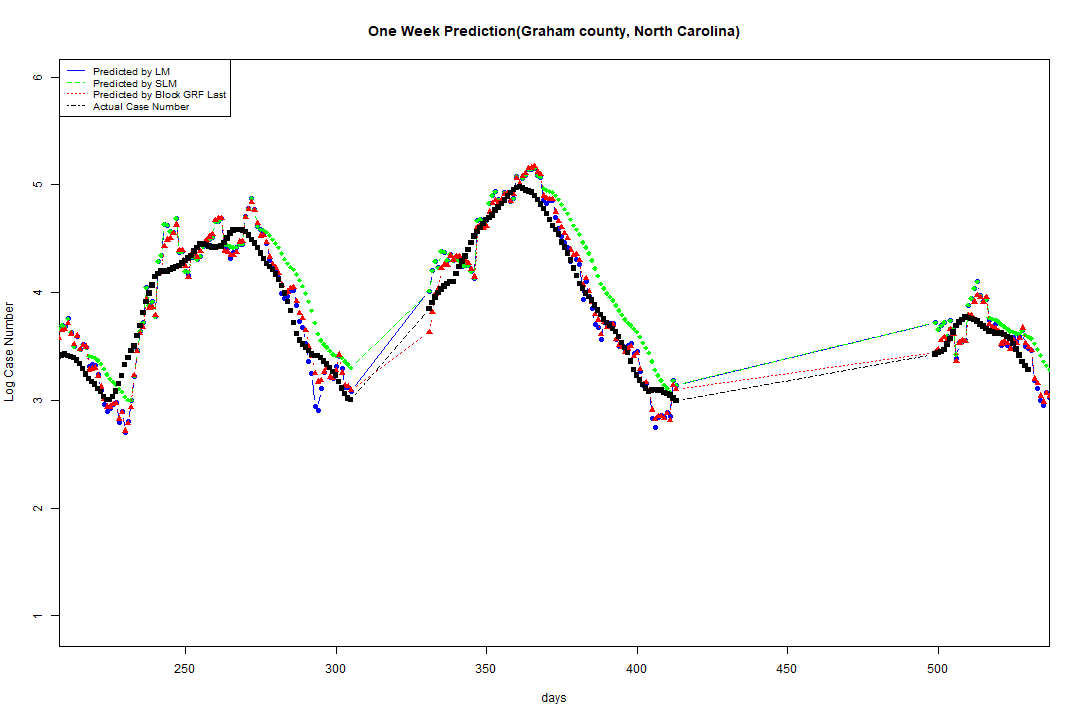 One Week Prediction(Graham county, North Carolina)
Predicted by LM
Predicted by SLM
Predicted by Block GRF Last
Actual Case Number
Log Case Number
6
5
4
3
2
1
250 300 350 400 450 500
days